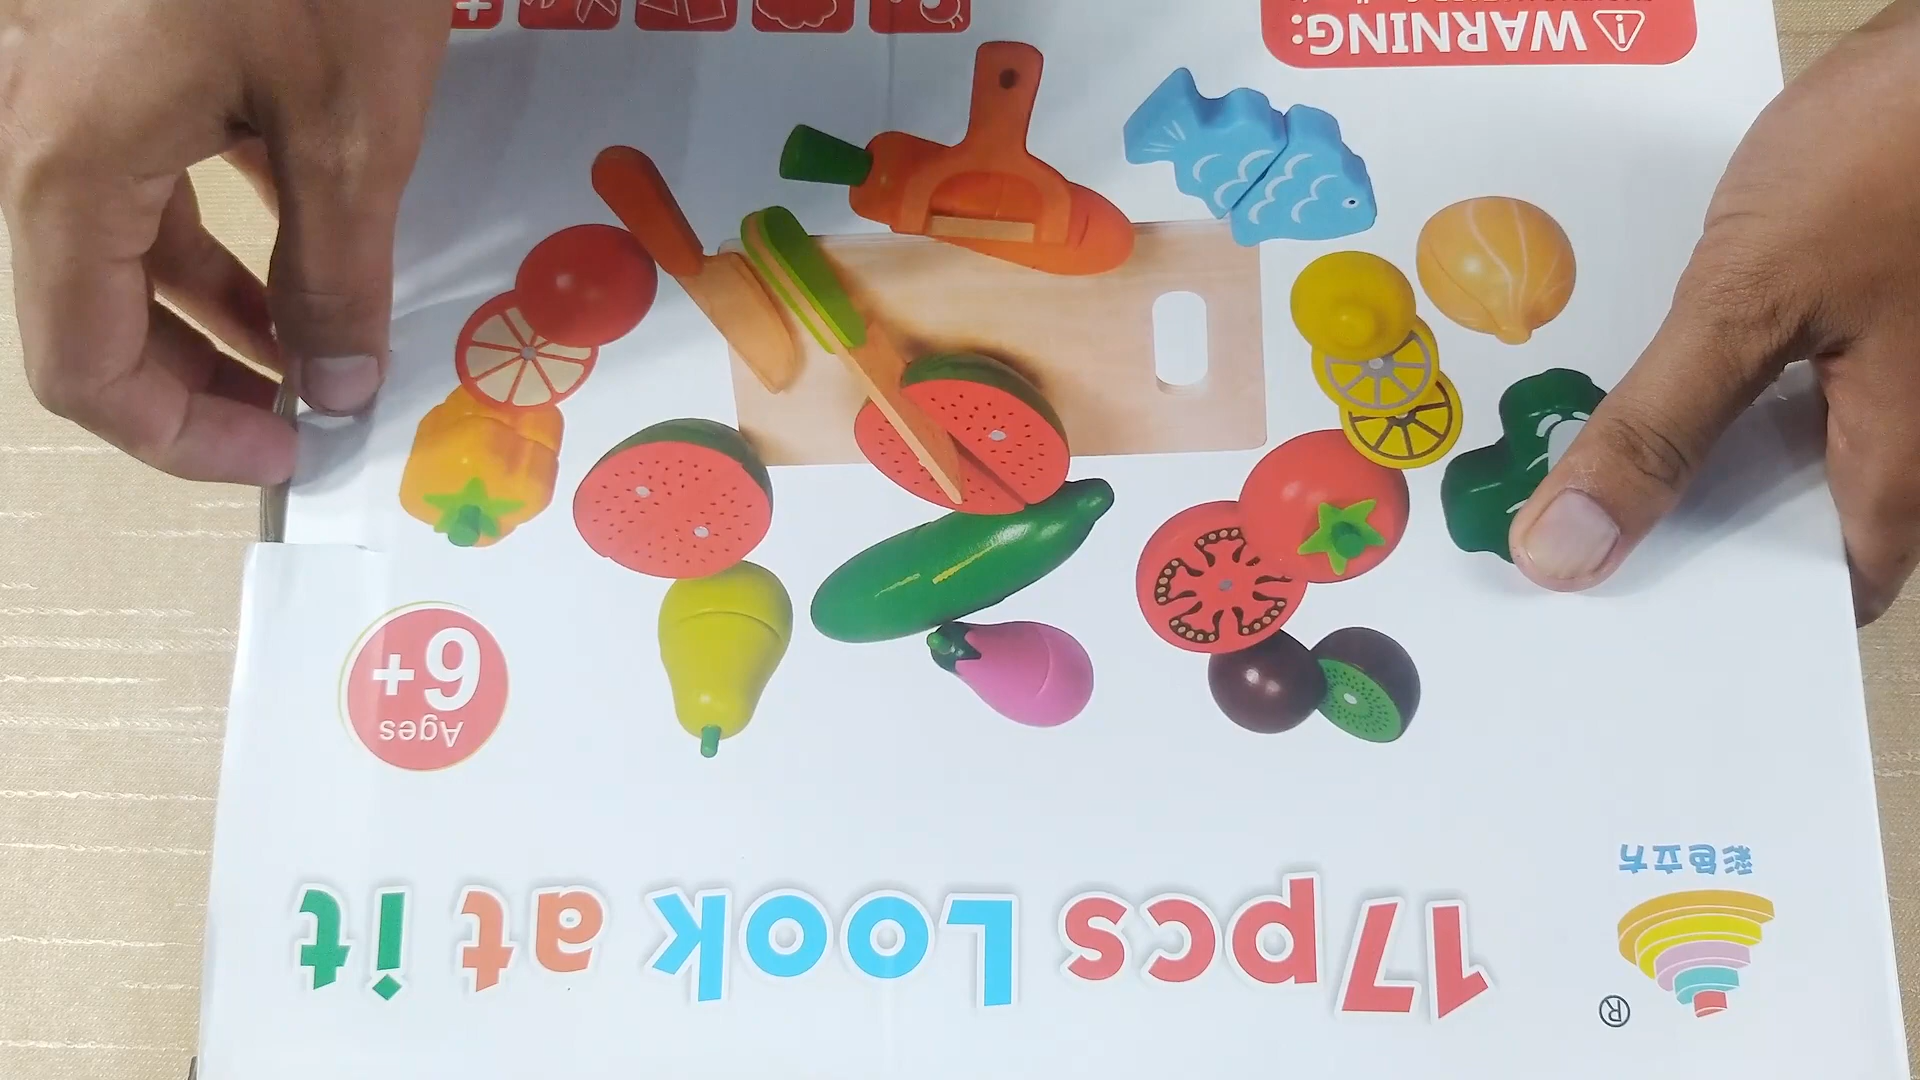 ®
彩色立方
17pcs Look at it
Ages
6+
WARNING: